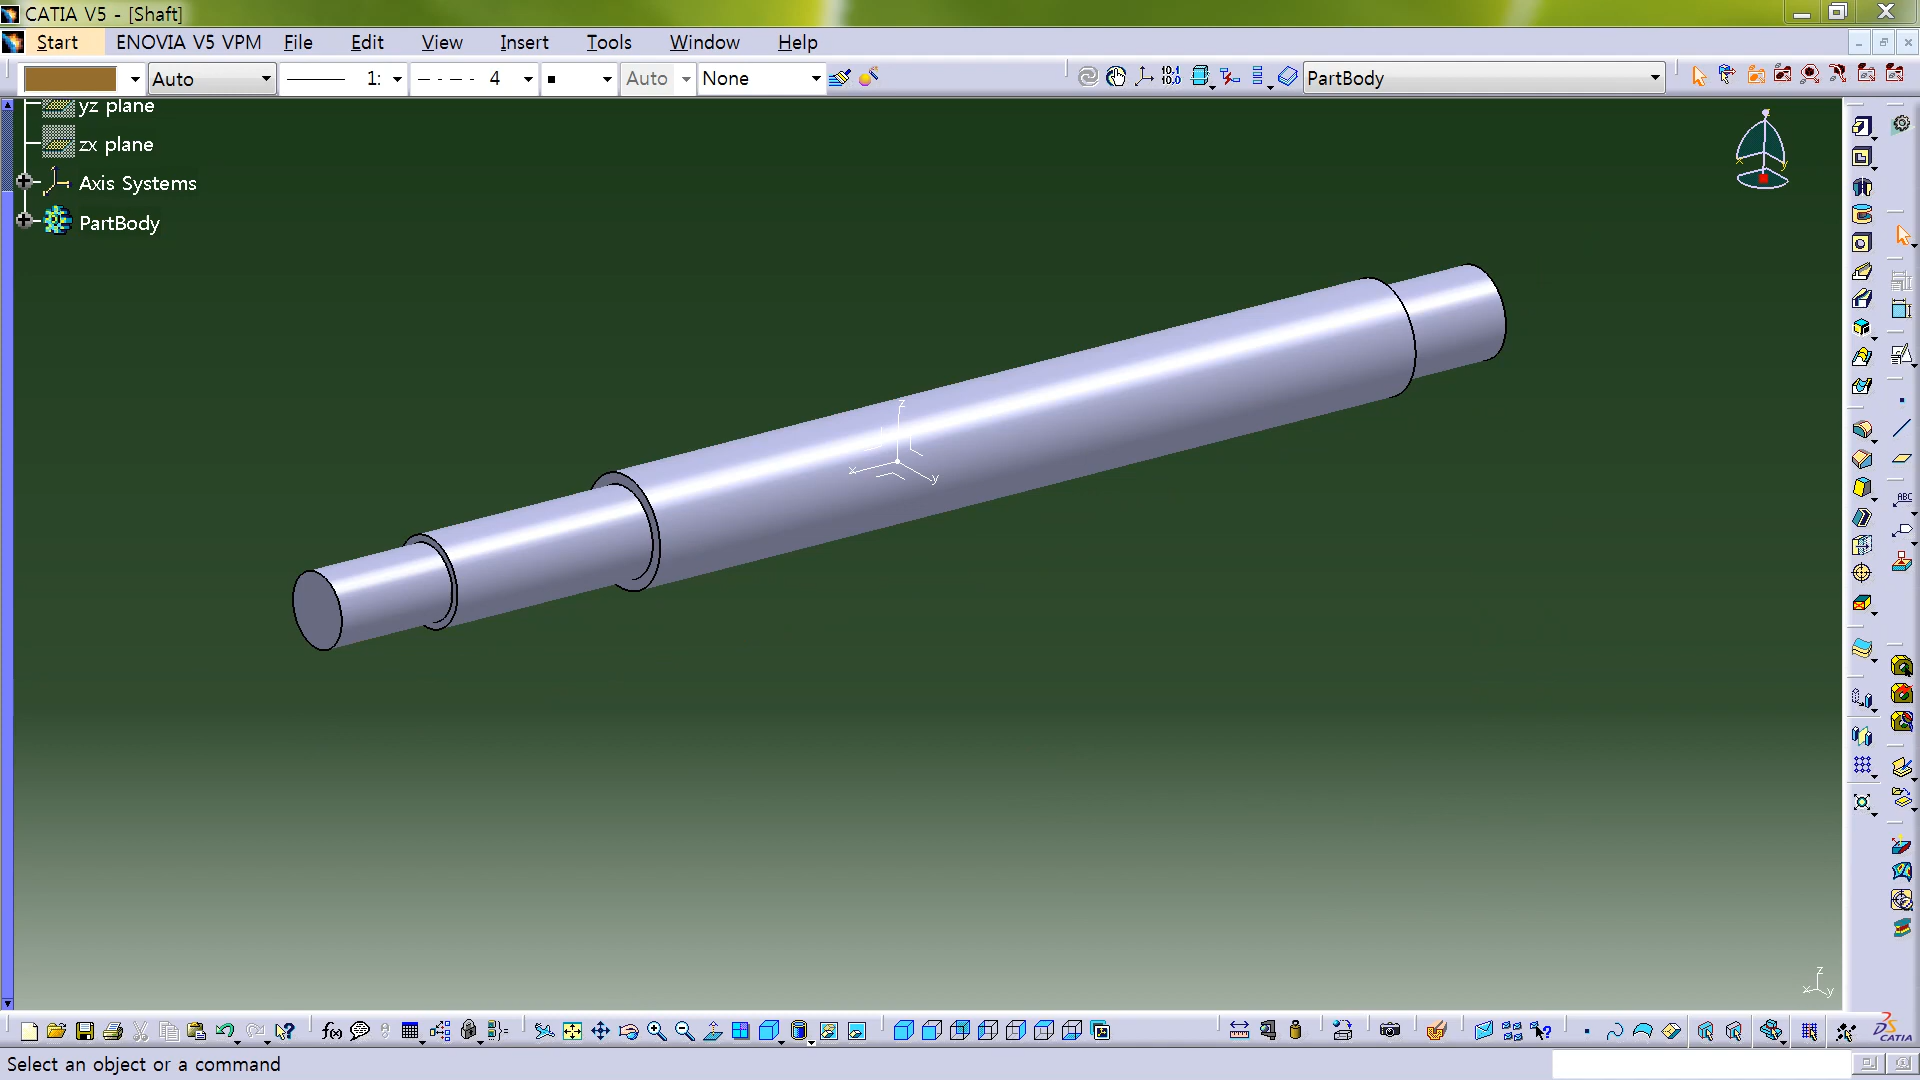 CATIA V5 - [Shaft]
Start ENOVIA V5 VPM File Edit View Insert Tools Window Help
Auto 1: 4 Auto None PartBody
yz plane
zx plane
Axis Systems
PartBody
z
x y
z
x y
Select an object or a command
CATIA